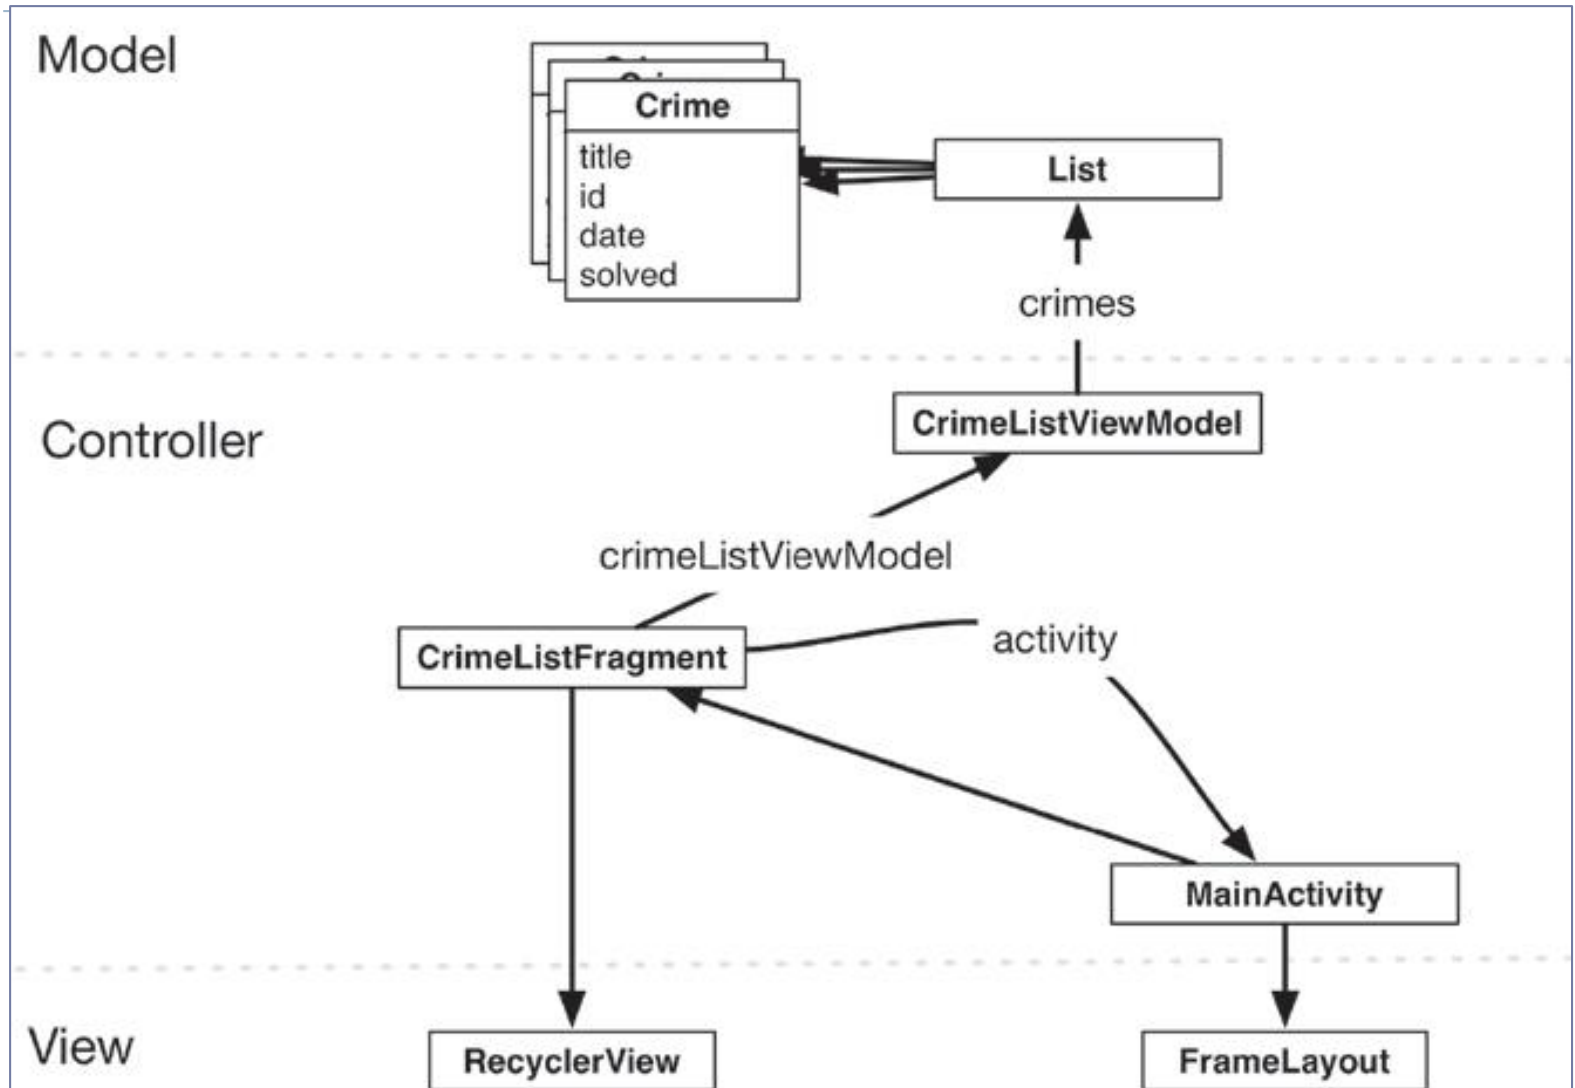 Model
Crime
title
id
date
solved
List
crimes
Controller
CrimeListViewModel
crimeListViewModel
CrimeListFragment
activity
MainActivity
View
RecyclerView
FrameLayout